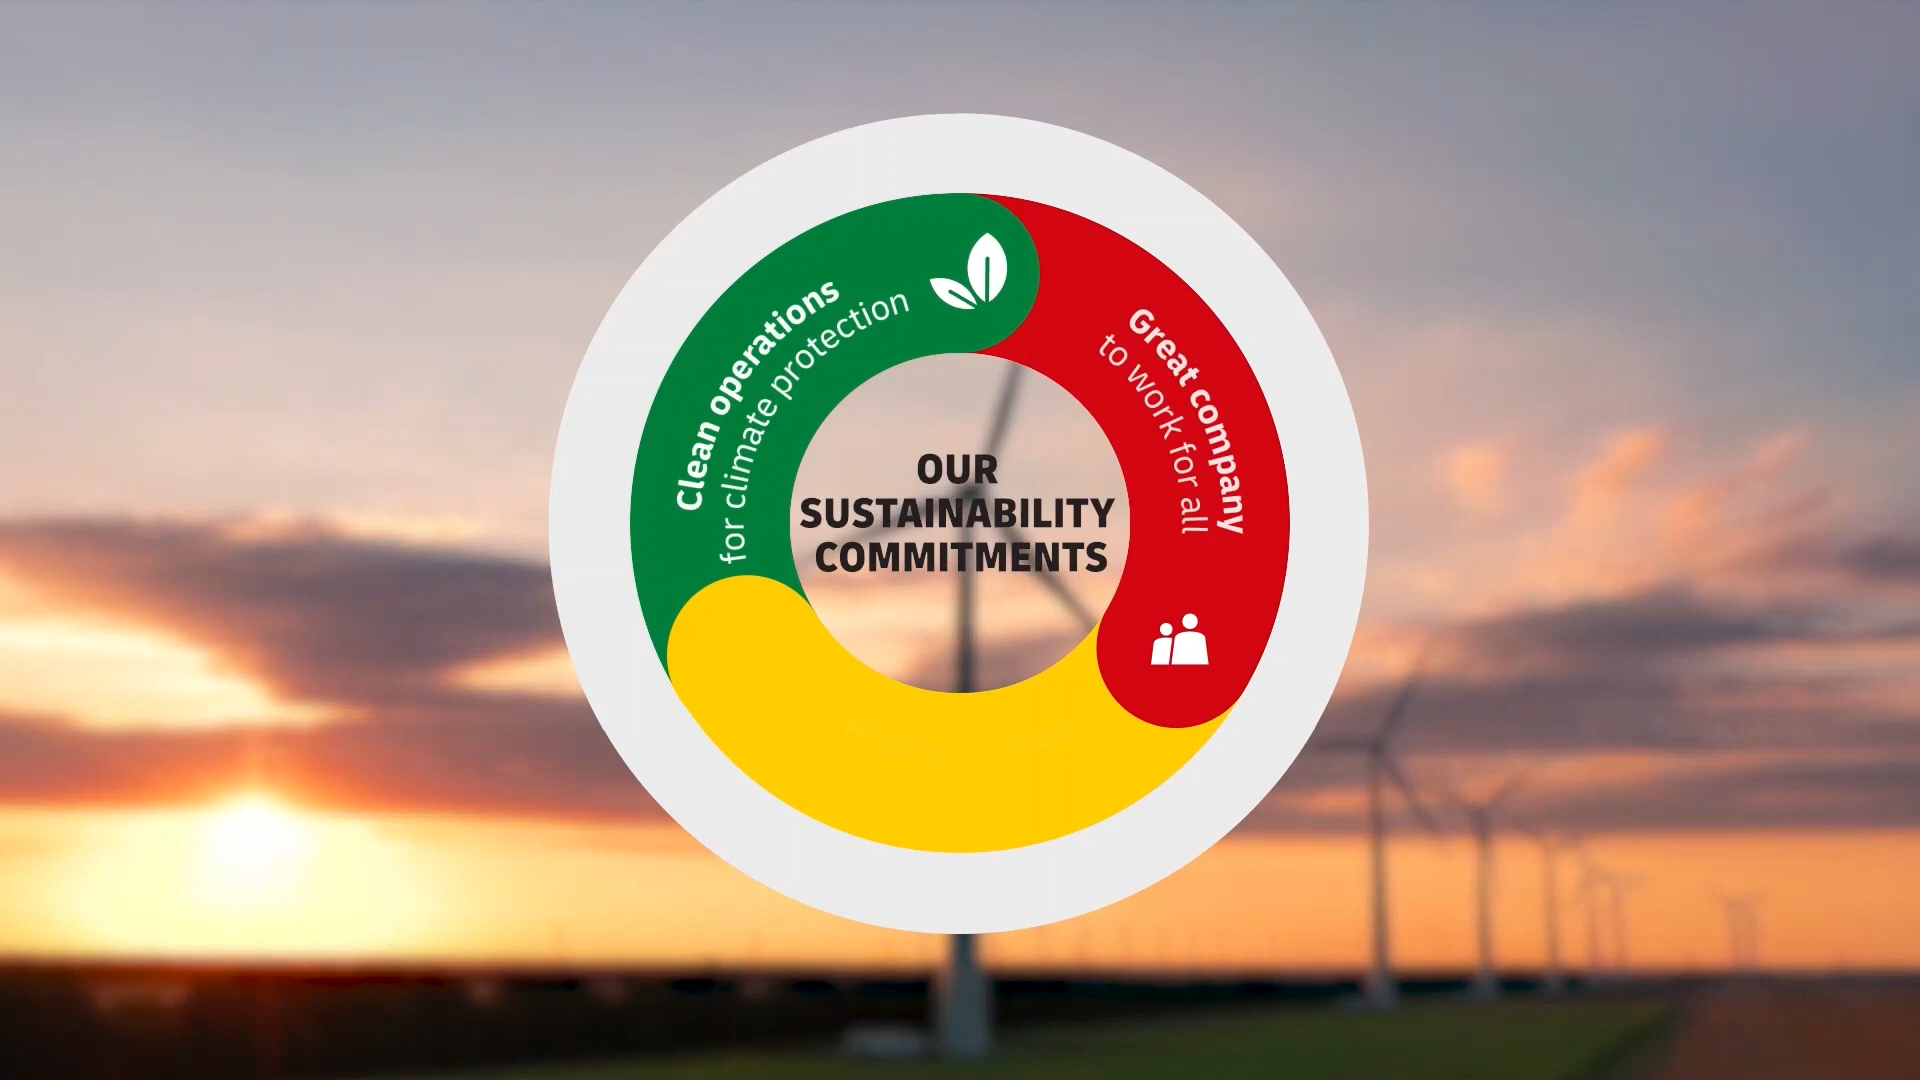 OUR
SUSTAINABILITY
COMMITMENTS
Clean operations
for climate protection
Great company
to work for all